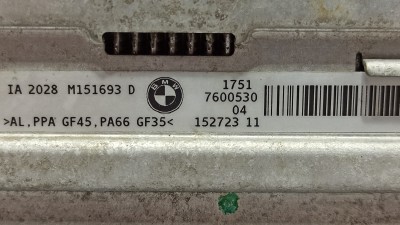 IA 2028 M151693 D
BMW
1751
7600530
04
>AL,PPA GF45,PA66 GF35<
152723 11